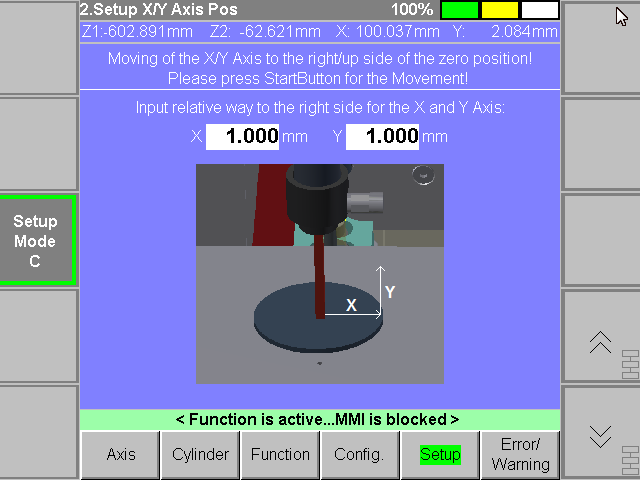 2.Setup X/Y Axis Pos 100%
Z1:-602.891mm Z2: -62.621mm X: 100.037mm Y: 2.084mm
Moving of the X/Y Axis to the right/up side of the zero position!
Please press StartButton for the Movement!
Input relative way to the right side for the X and Y Axis:
X 1.000 mm Y 1.000 mm
Setup
Mode
C
Y
X
< Function is active...MMI is blocked >
Axis Cylinder Function Config. Setup Error/
Warning